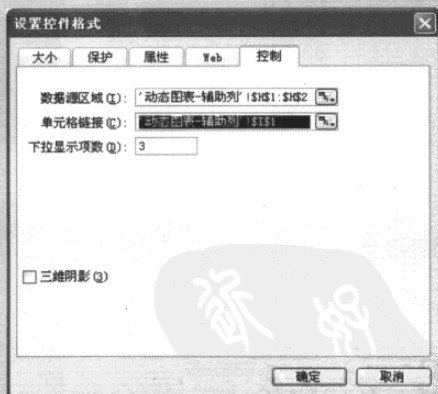 设置控件格式
大小 保护 属性 Web 控制
数据源区域(I): '动态图表-辅助列'!$H$1:$H$2
单元格链接(C): '动态图表-辅助列'!$I$1
下拉显示项数(D): 3
三维阴影(3)
确定 取消